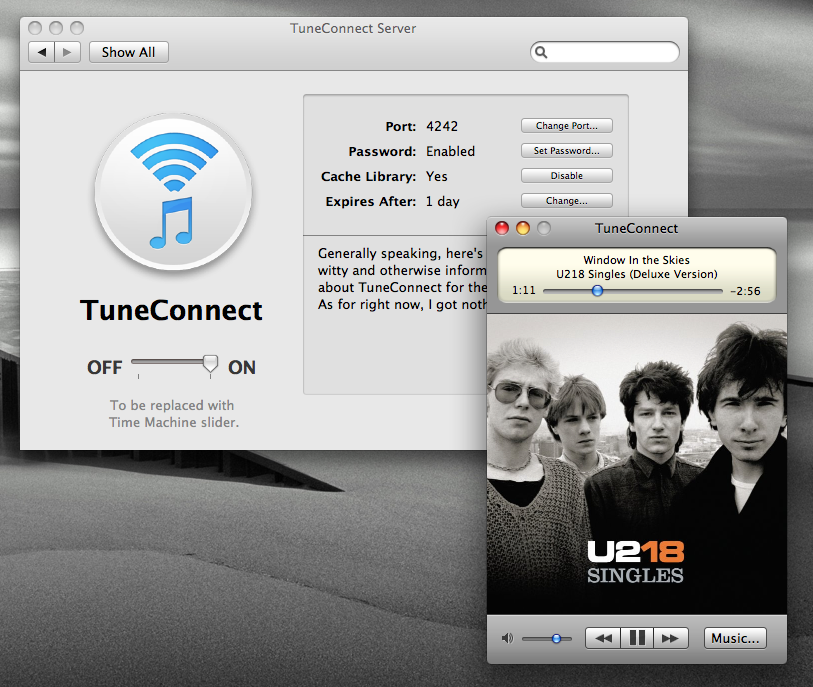 TuneConnect Server
Show All
Port: 4242 Change Port...
Password: Enabled Set Password...
Cache Library: Yes Disable
Expires After: 1 day Change...
Generally speaking, here's
witty and otherwise inform
about TuneConnect for the
As for right now, I got noth
TuneConnect
OFF ON
To be replaced with
Time Machine slider.
TuneConnect
Window In the Skies
U218 Singles (Deluxe Version)
1:11 -2:56
U218
SINGLES
Music...